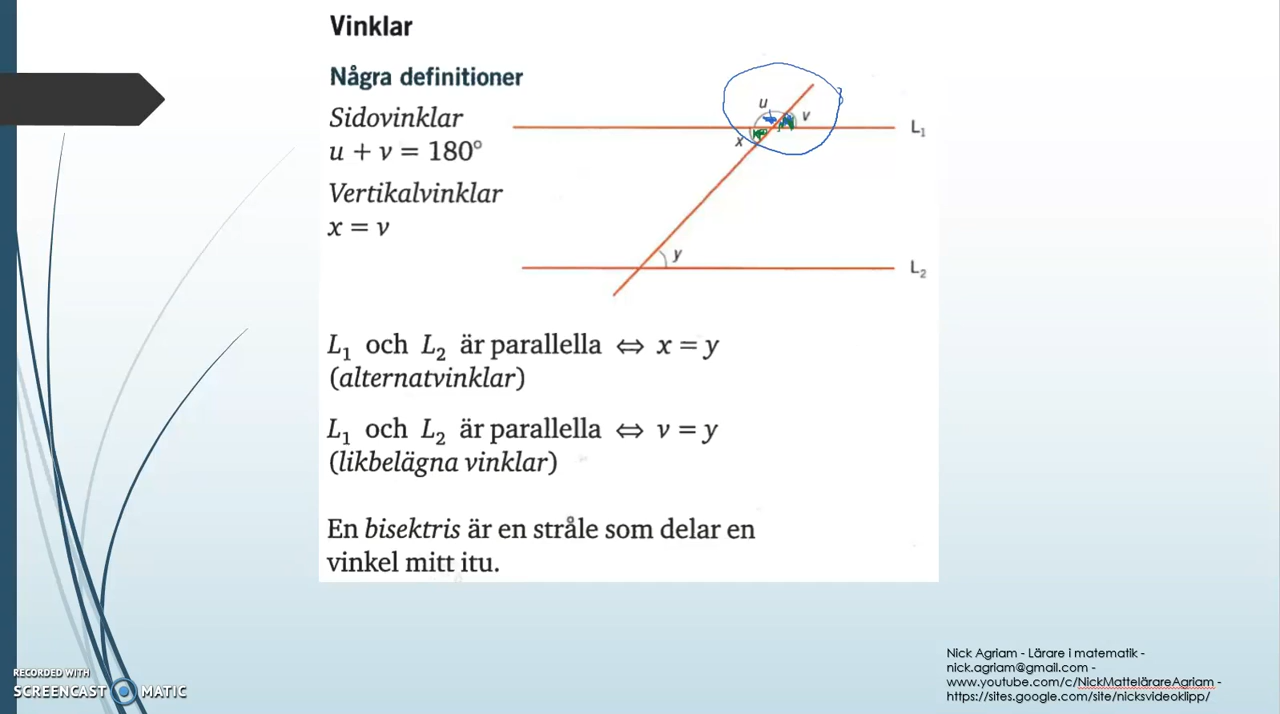 Vinklar
Några definitioner
Sidovinklar
u + v = 180°
Vertikalvinklar
x = v
u
v
x
L₁
y
L₂
L₁ och L₂ är parallella ⇔ x = y
(alternatvinklar)
L₁ och L₂ är parallella ⇔ v = y
(likbelägna vinklar)
En bisektris är en stråle som delar en
vinkel mitt itu.
Nick Agriam - Lärare i matematik -
nick.agriam@gmail.com -
www.youtube.com/c/NickMattelärareAgriam -
https://sites.google.com/site/nicksvideoklipp/
RECORDED WITH
SCREENCAST MATIC